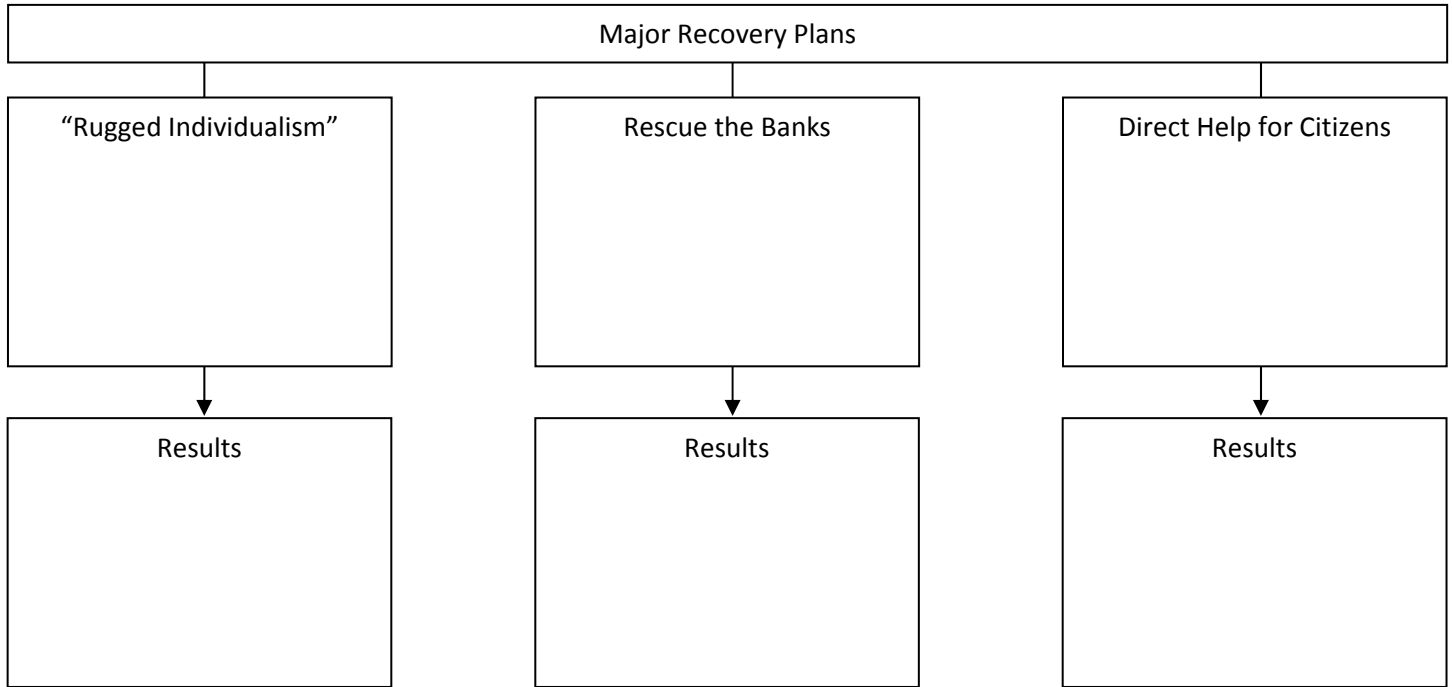 Major Recovery Plans
“Rugged Individualism”
Rescue the Banks
Direct Help for Citizens
Results
Results
Results